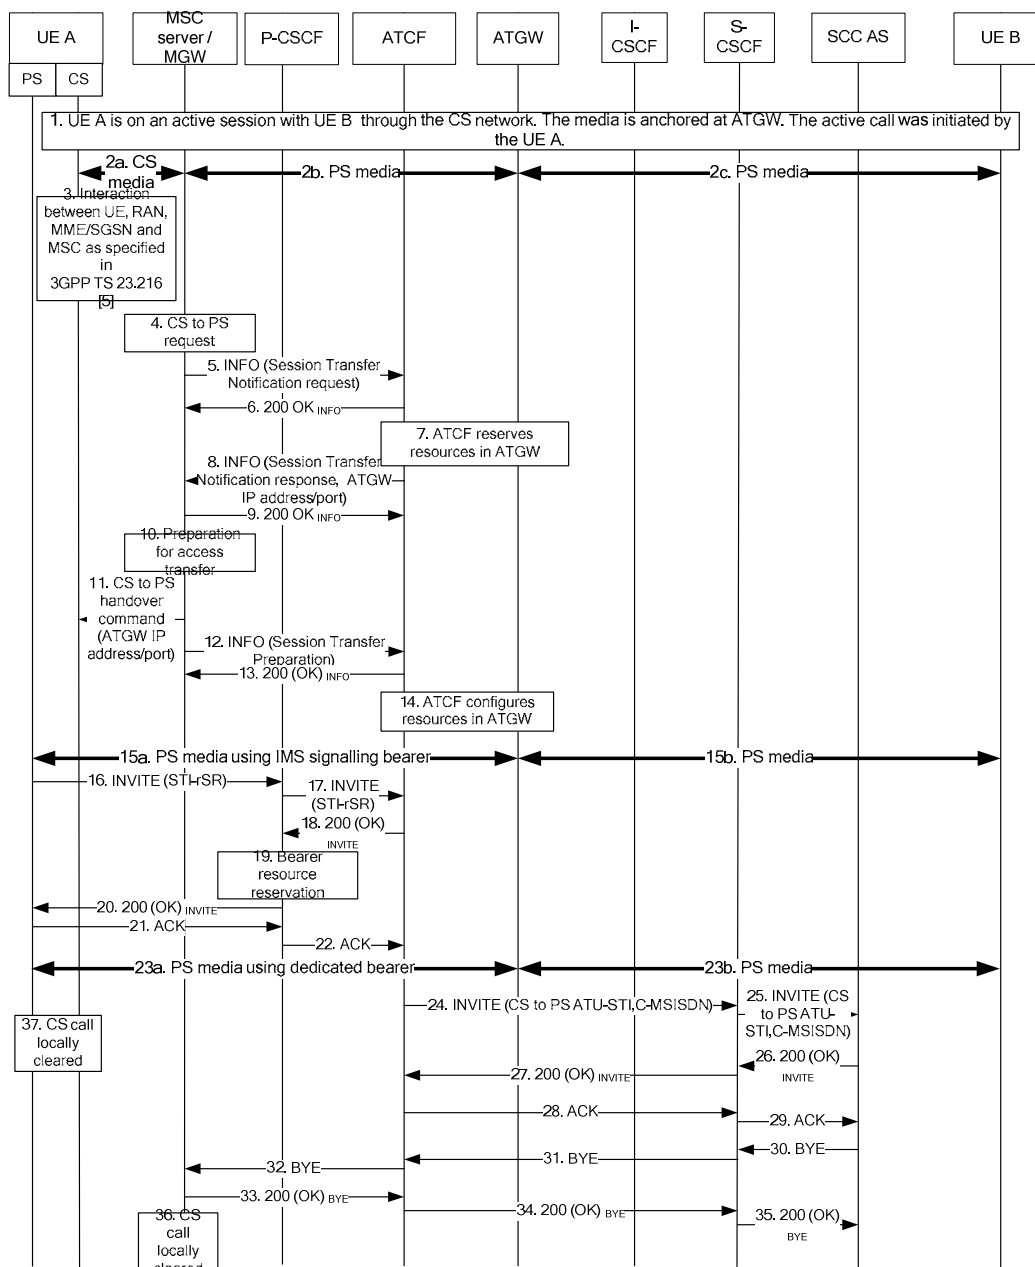 UE A
MSC
server /
MGW
P-CSCF
ATCF
ATGW
I-
CSCF
S-
CSCF
SCC AS
UE B
PS
CS
1. UE A is on an active session with UE B through the CS network. The media is anchored at ATGW. The active call was initiated by
the UE A.
2a. CS
media
2b. PS media
2c. PS media
3. Interaction
between UE, RAN,
MME/SGSN and
MSC as specified
in
3GPP TS 23.216
[5]
4. CS to PS
request
5. INFO (Session Transfer
Notification request)
6. 200 OK INFO
7. ATCF reserves
resources in ATGW
8. INFO (Session Transfer
Notification response, ATGW
IP address/port)
9. 200 OK INFO
10. Preparation
for access
transfer
11. CS to PS
handover
command
(ATGW IP
address/port)
12. INFO (Session Transfer
Preparation)
13. 200 (OK) INFO
14. ATCF configures
resources in ATGW
15a. PS media using IMS signalling bearer
15b. PS media
16. INVITE (STI-rSR)
17. INVITE
(STI-rSR)
18. 200 (OK)
INVITE
19. Bearer
resource
reservation
20. 200 (OK) INVITE
21. ACK
22. ACK
23a. PS media using dedicated bearer
23b. PS media
24. INVITE (CS to PS ATU-STI,C-MSISDN)
25. INVITE (CS
to PS ATU-
STI,C-MSISDN)
37. CS call
locally
cleared
26. 200 (OK)
INVITE
27. 200 (OK) INVITE
28. ACK
29. ACK
30. BYE
31. BYE
32. BYE
33. 200 (OK) BYE
34. 200 (OK) BYE
35. 200 (OK)
BYE
36. CS
call
locally
cleared